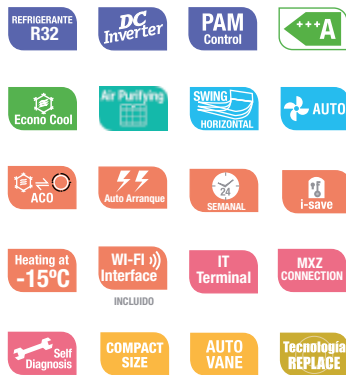 REFRIGERANTE
R32
DC
Inverter
PAM
Control
+++A
Econo Cool
Air Purifying
SWING
HORIZONTAL
AUTO
ACO
Auto Arranque
24
SEMANAL
i-save
Heating at
-15ºC
WI-FI
Interface
INCLUIDO
IT
Terminal
MXZ
CONNECTION
Self
Diagnosis
COMPACT
SIZE
AUTO
VANE
Tecnología
REPLACE